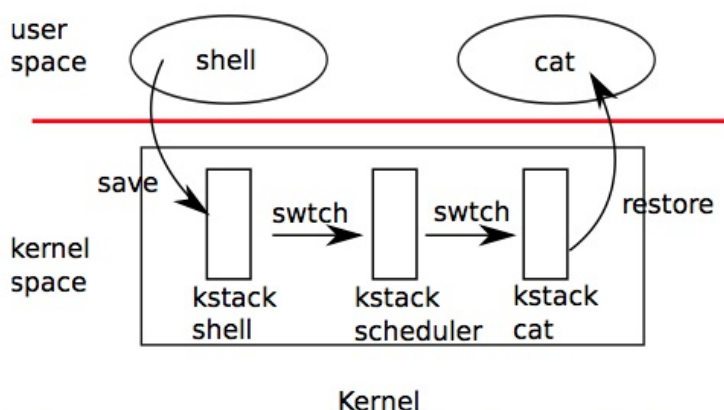 user
space
shell
cat
save
swtch
swtch
restore
kernel
space
kstack
shell
kstack
scheduler
kstack
cat
Kernel